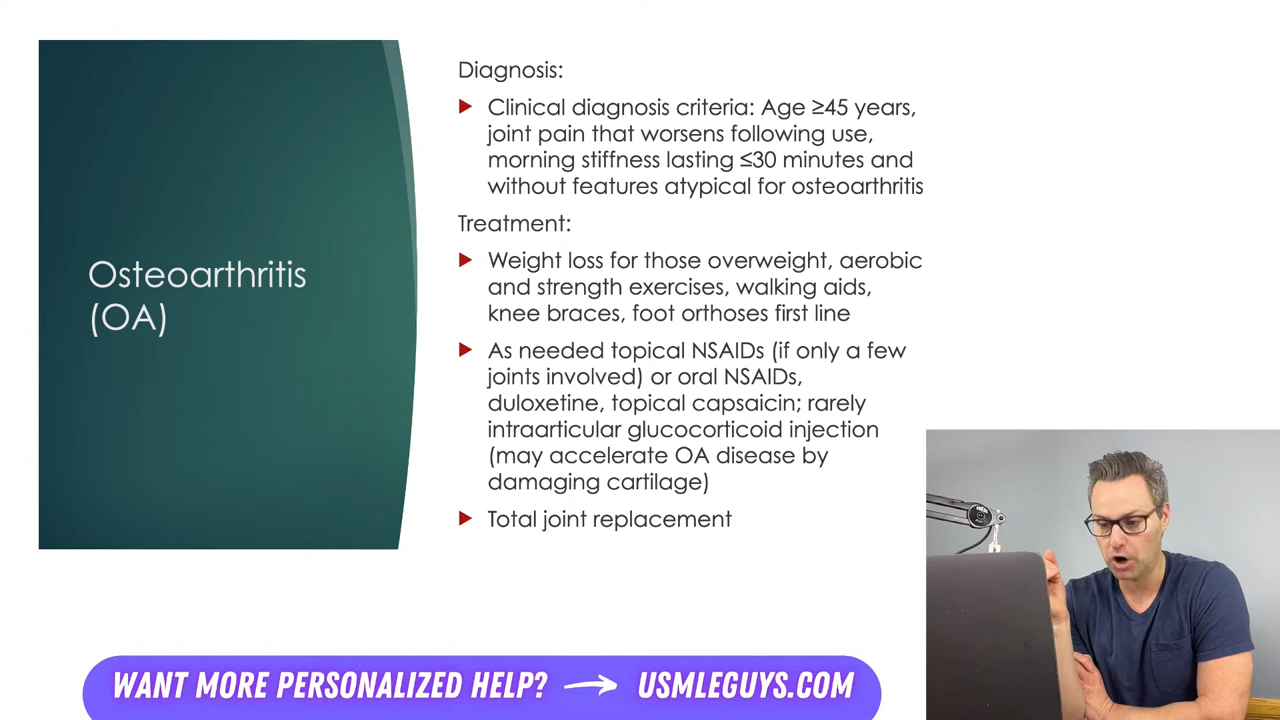 Osteoarthritis
(OA)
Diagnosis:
Clinical diagnosis criteria: Age ≥45 years,
joint pain that worsens following use,
morning stiffness lasting ≤30 minutes and
without features atypical for osteoarthritis
Treatment:
Weight loss for those overweight, aerobic
and strength exercises, walking aids,
knee braces, foot orthoses first line
As needed topical NSAIDs (if only a few
joints involved) or oral NSAIDs,
duloxetine, topical capsaicin; rarely
intraarticular glucocorticoid injection
(may accelerate OA disease by
damaging cartilage)
Total joint replacement
WANT MORE PERSONALIZED HELP? → USMLEGUYS.COM